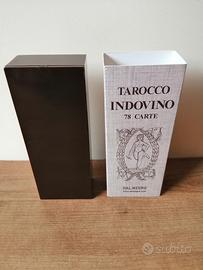 TAROCCO
INDOVINO
78 CARTE
DAL NEGRO
subito